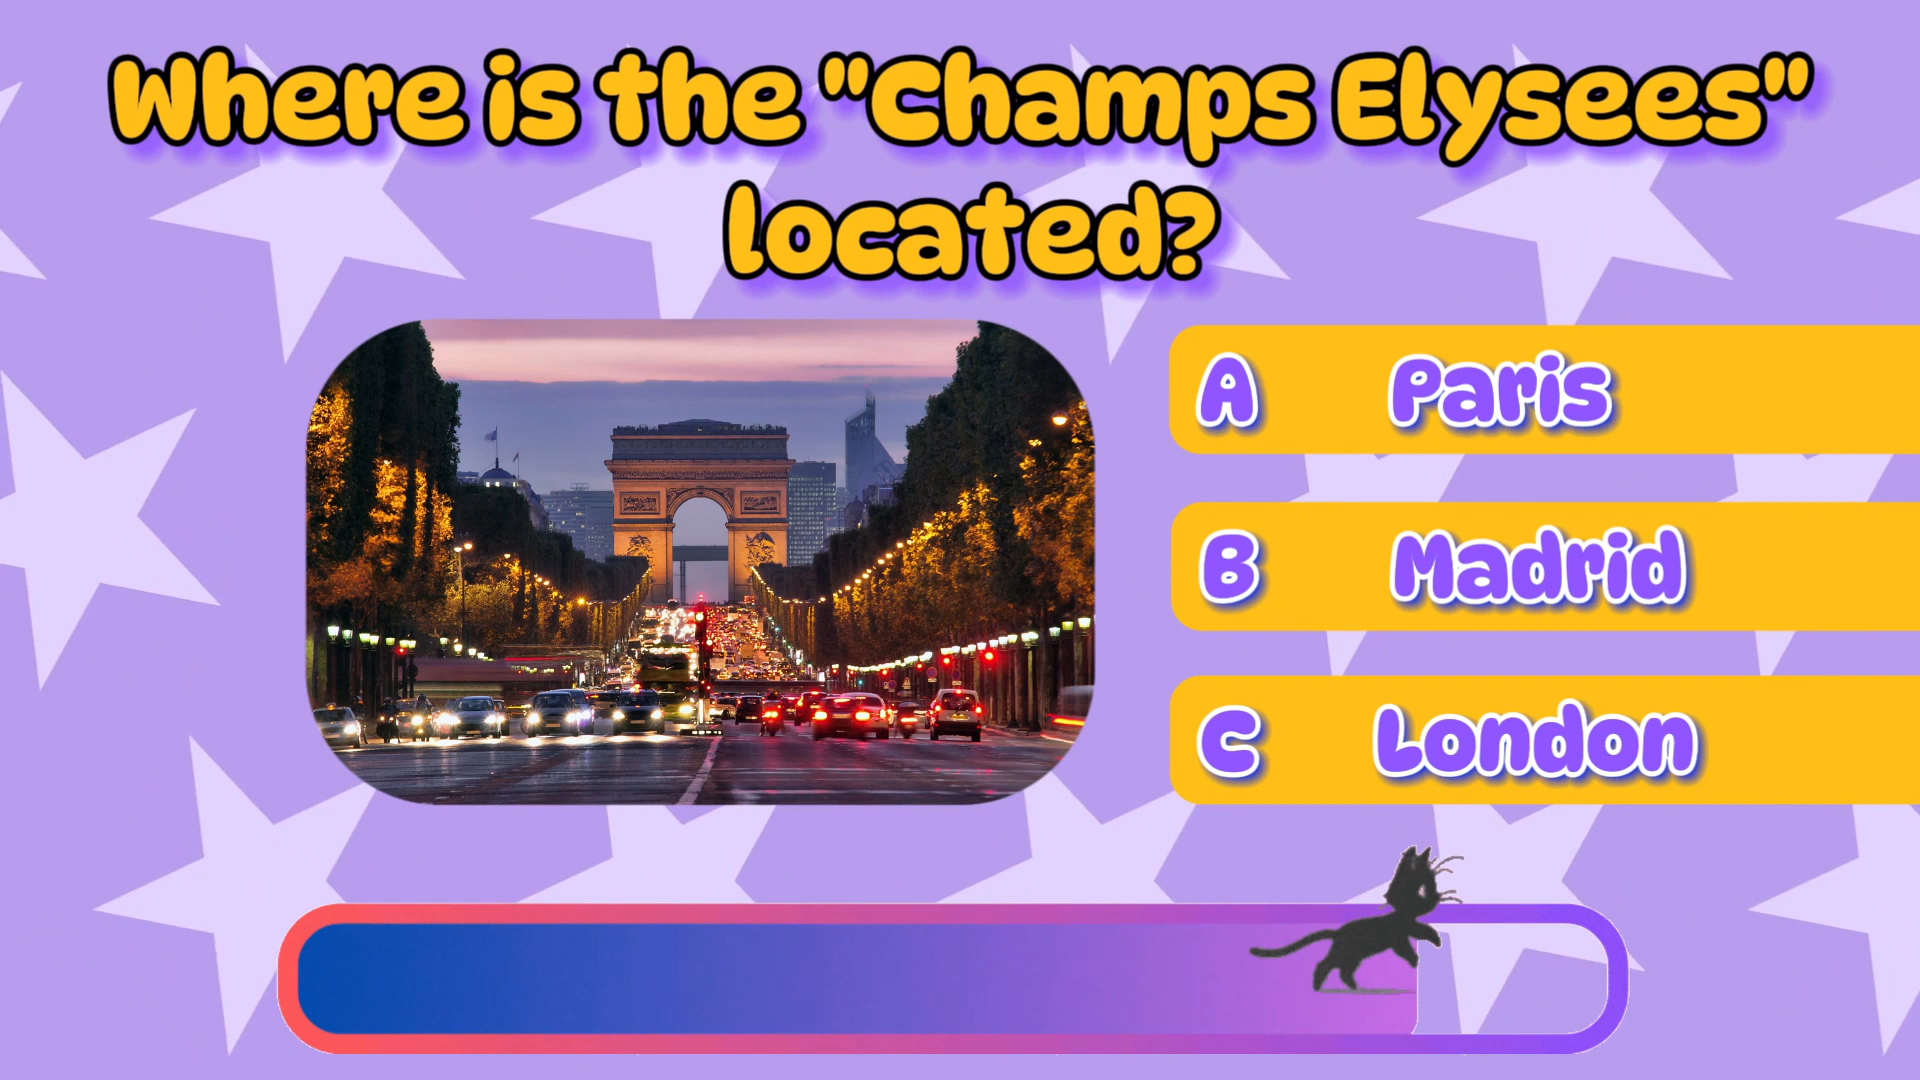 Where is the "Champs Elysees"
located?
A Paris
B Madrid
C London